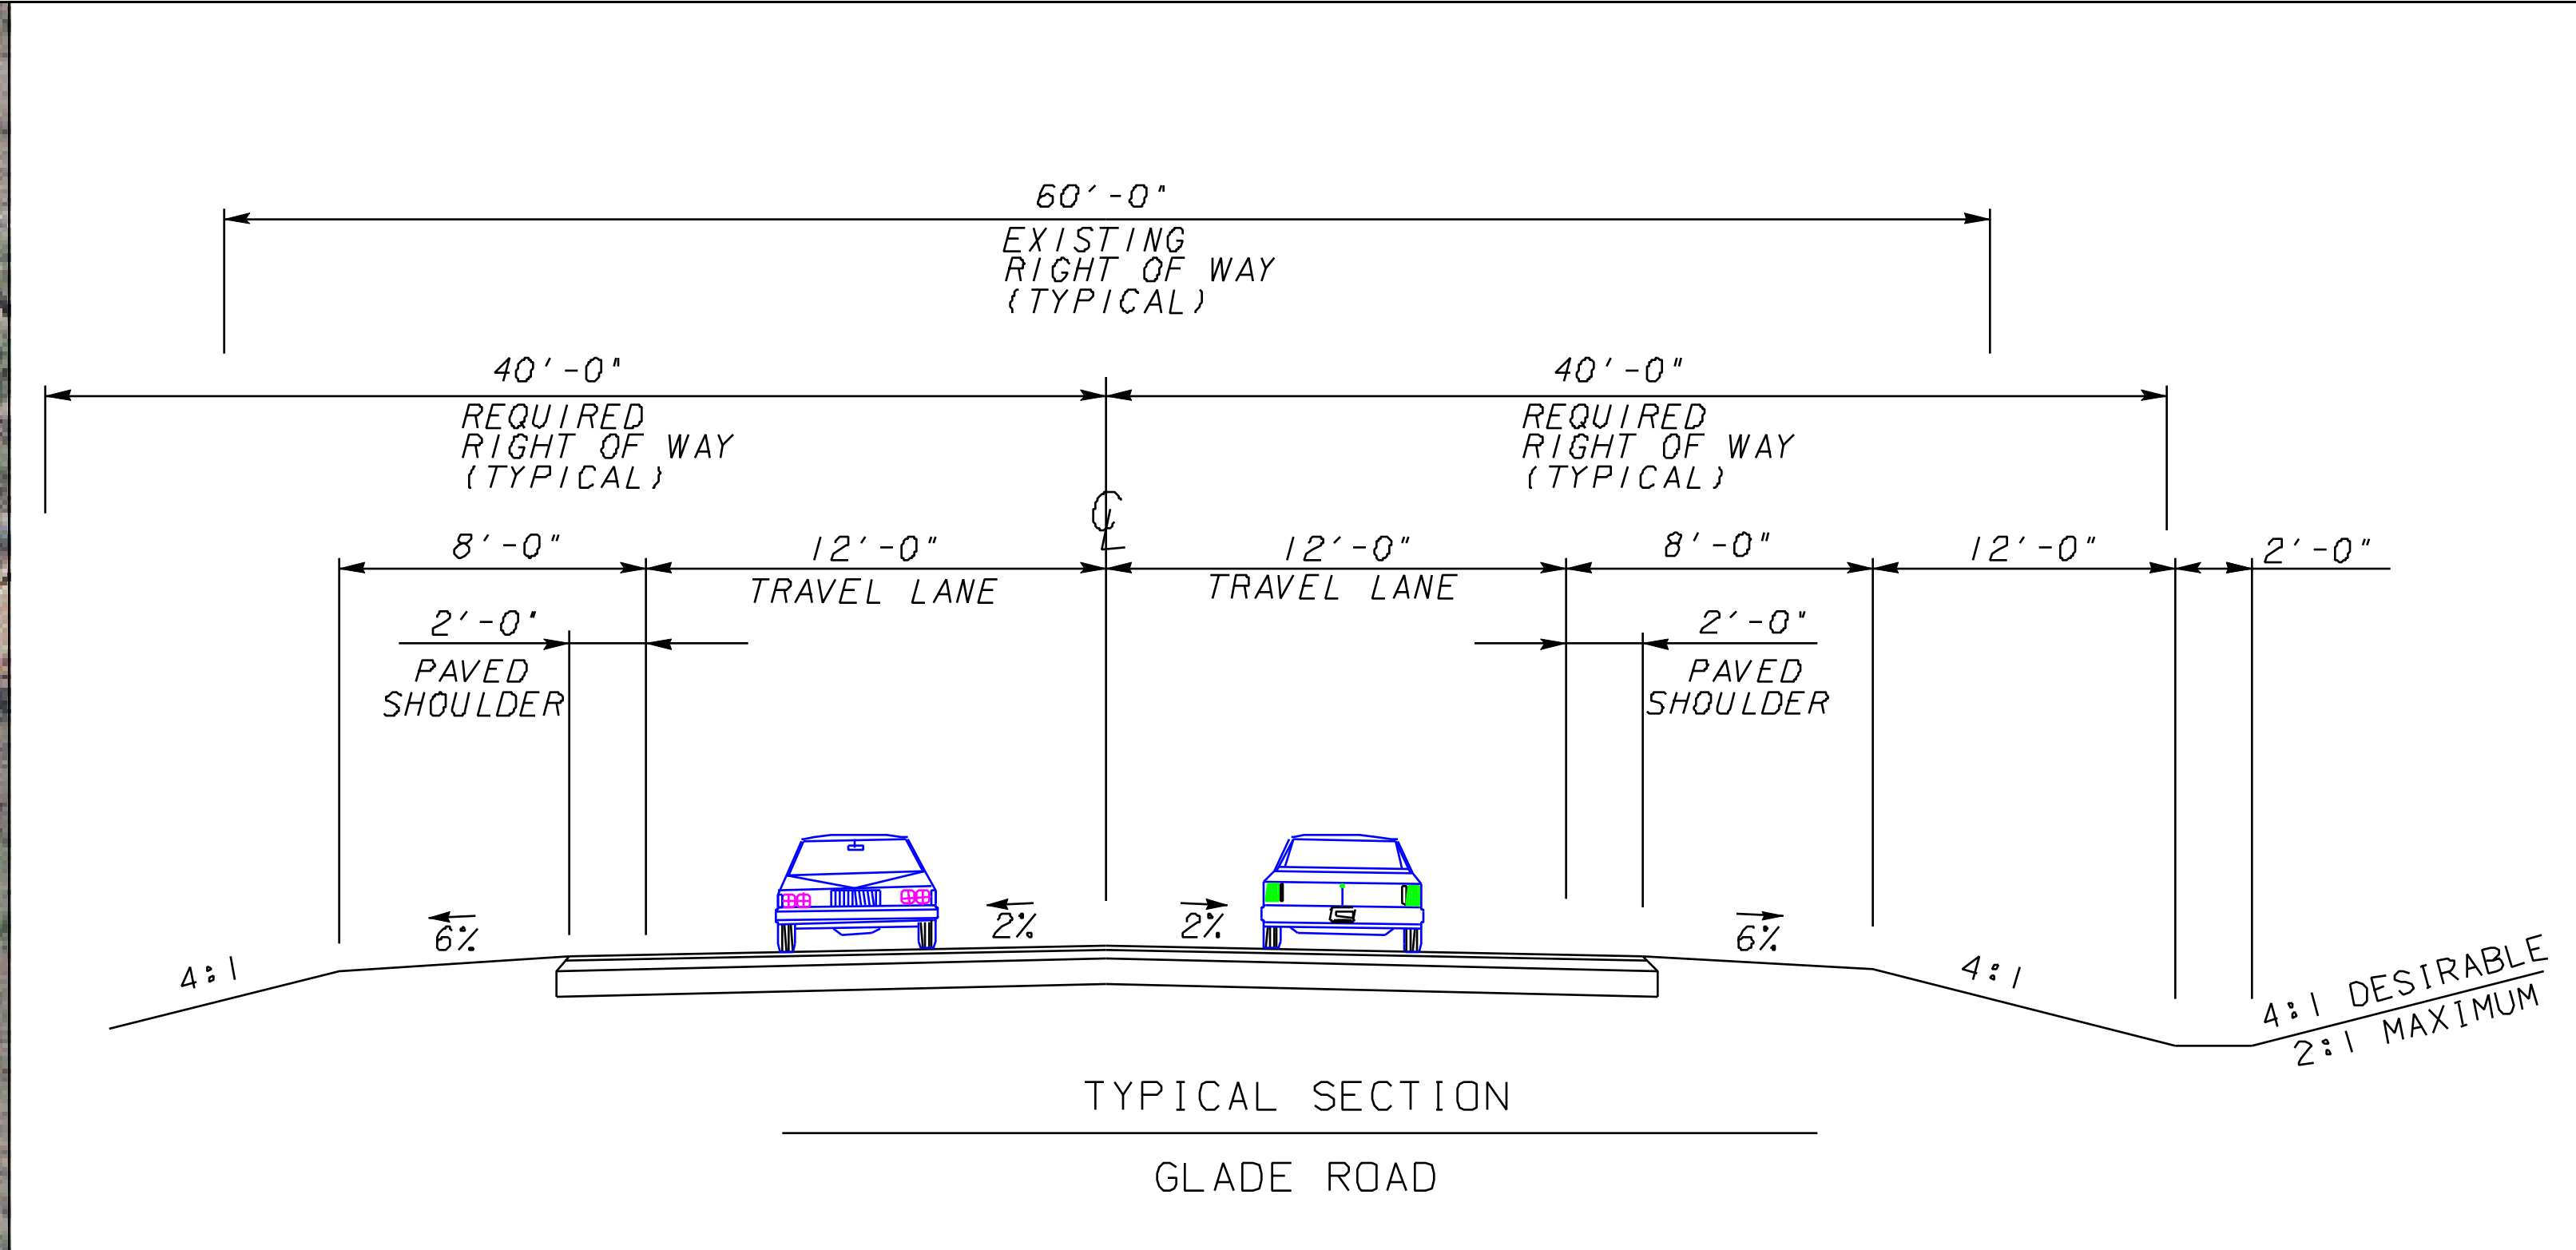 60'-0"
EXISTING
RIGHT OF WAY
(TYPICAL)
40'-0"
40'-0"
REQUIRED
RIGHT OF WAY
(TYPICAL)
REQUIRED
RIGHT OF WAY
(TYPICAL)
CL
8'-0"
12'-0"
12'-0"
8'-0"
12'-0"
2'-0"
TRAVEL LANE
TRAVEL LANE
2'-0"
PAVED
SHOULDER
2'-0"
PAVED
SHOULDER
6%
2%
2%
6%
4:1
4:1
4:1 DESIRABLE
2:1 MAXIMUM
TYPICAL SECTION
GLADE ROAD